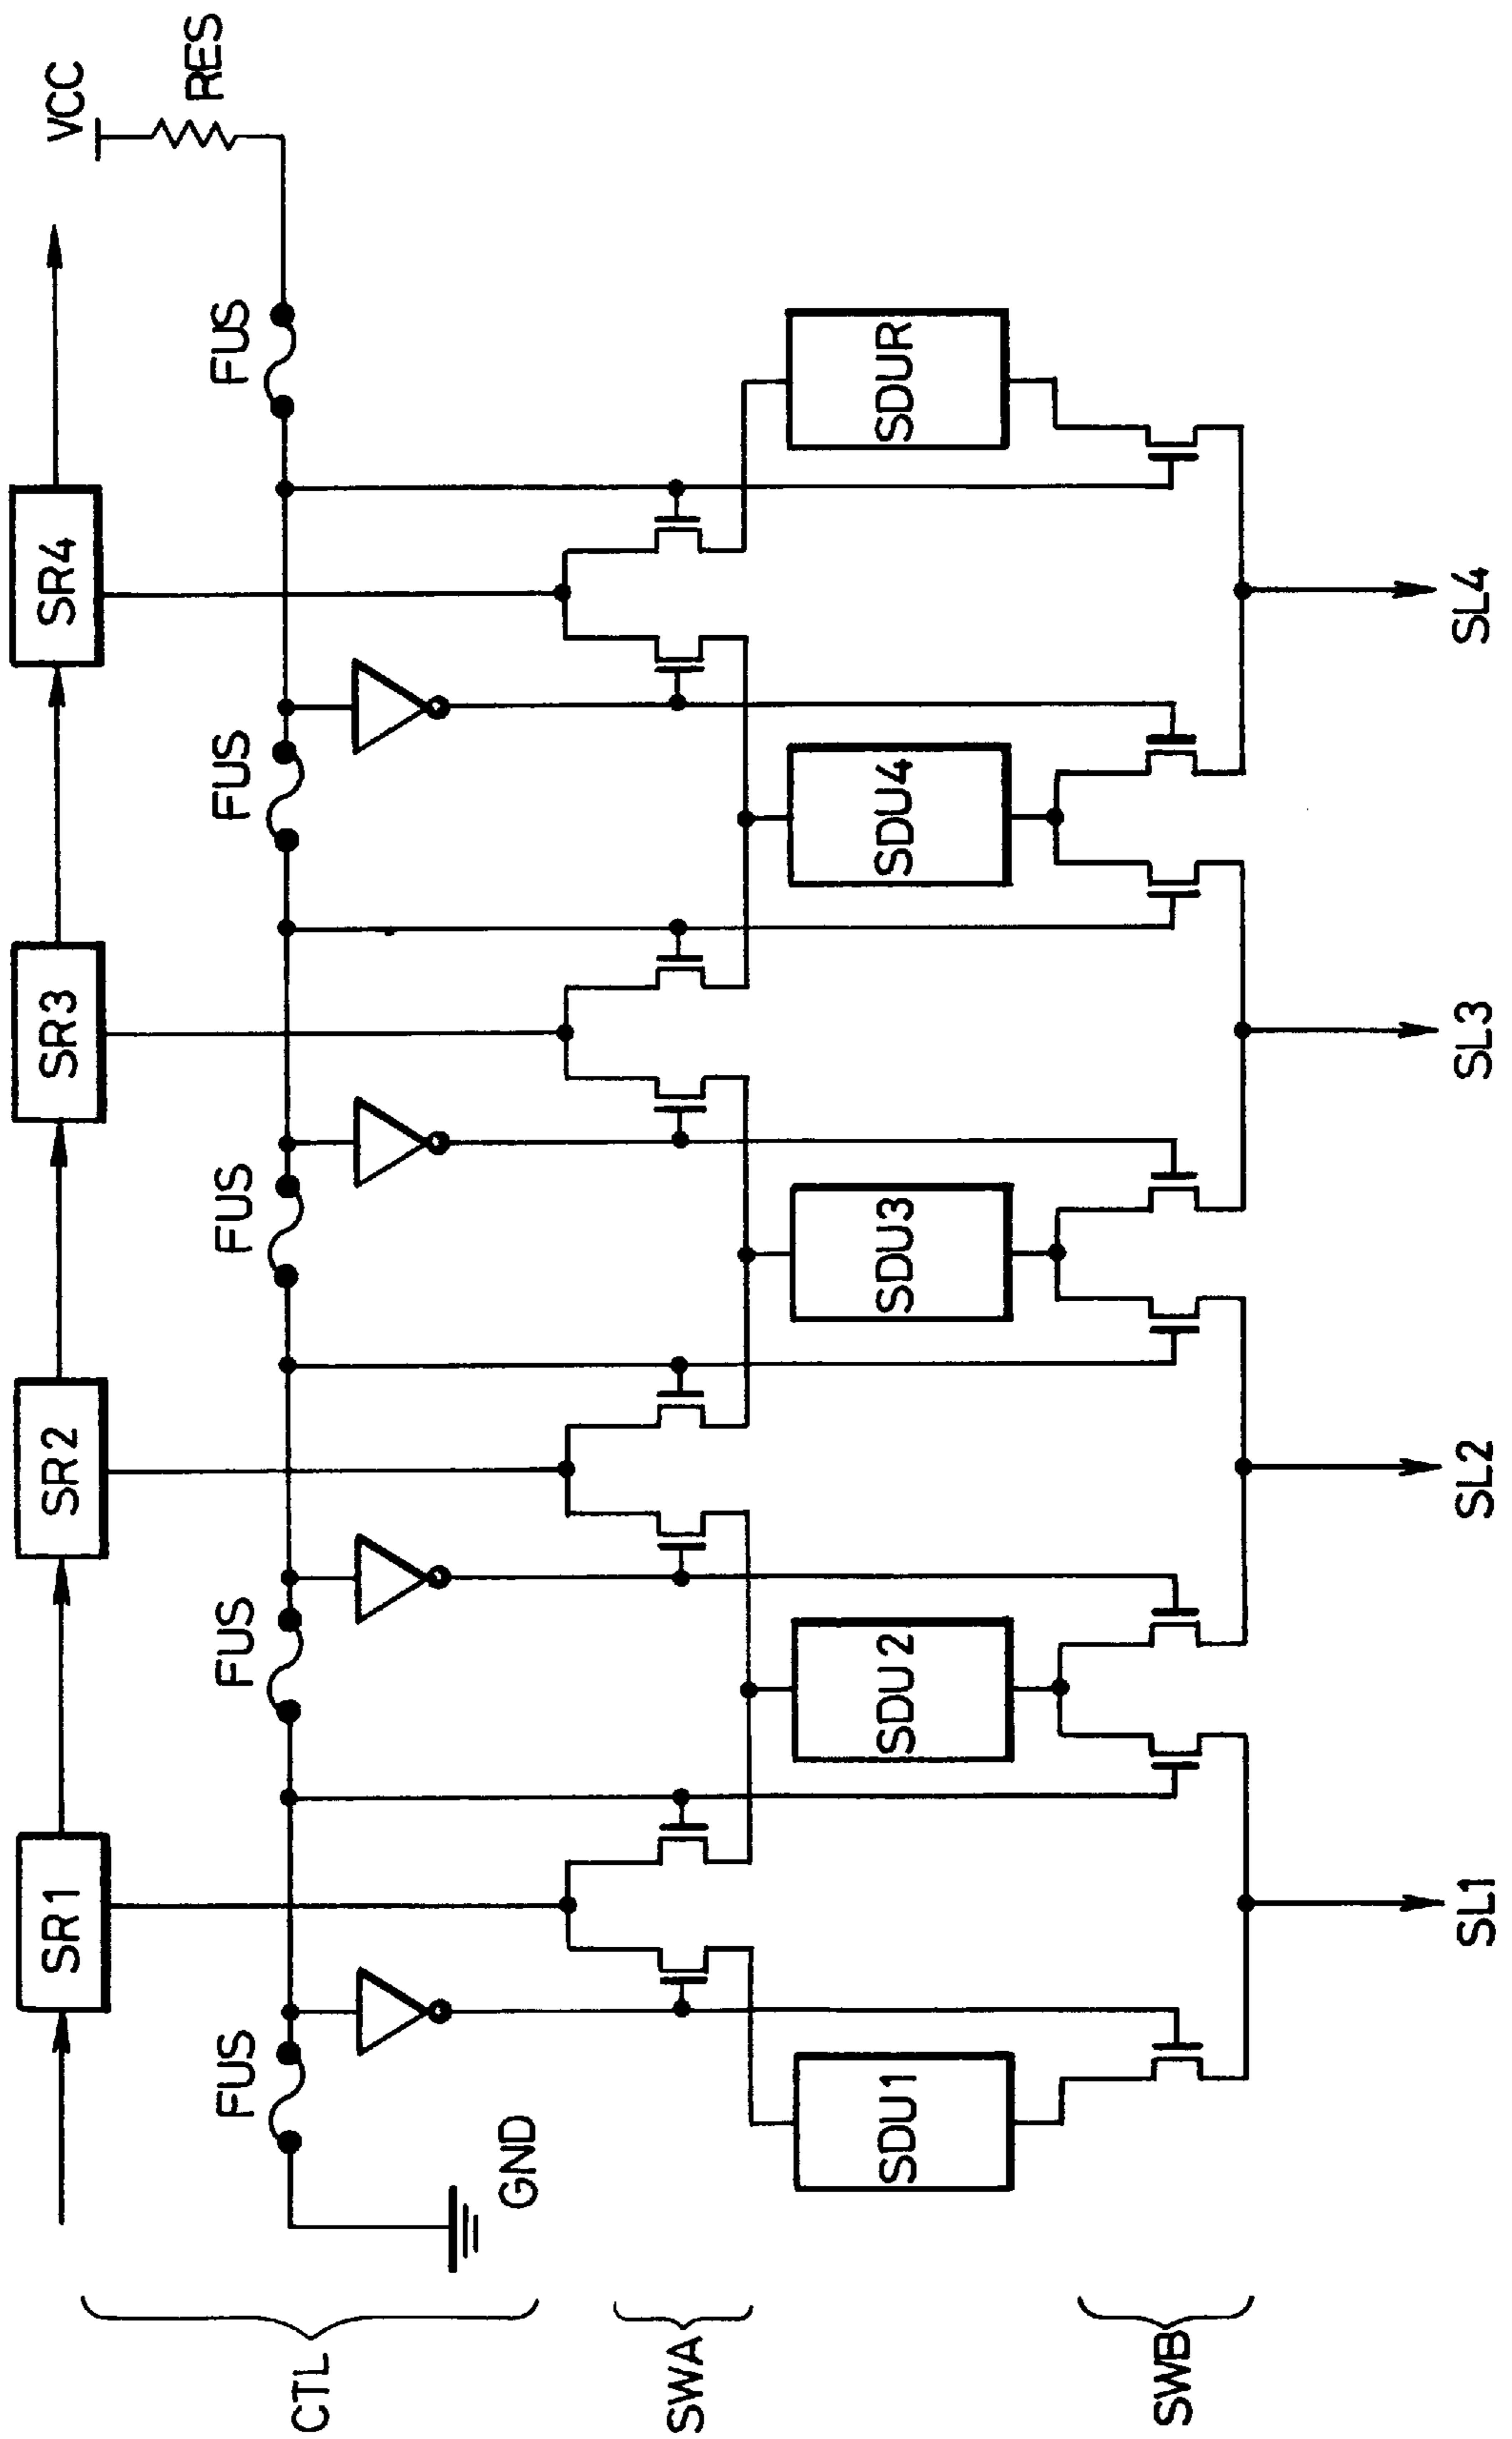 SR1
SR2
SR3
SR4
VCC
RES
FUS
FUS
FUS
FUS
FUS
CTL
GND
SWA
SDU1
SDU2
SDU3
SDU4
SDUR
SWB
SL1
SL2
SL3
SL4